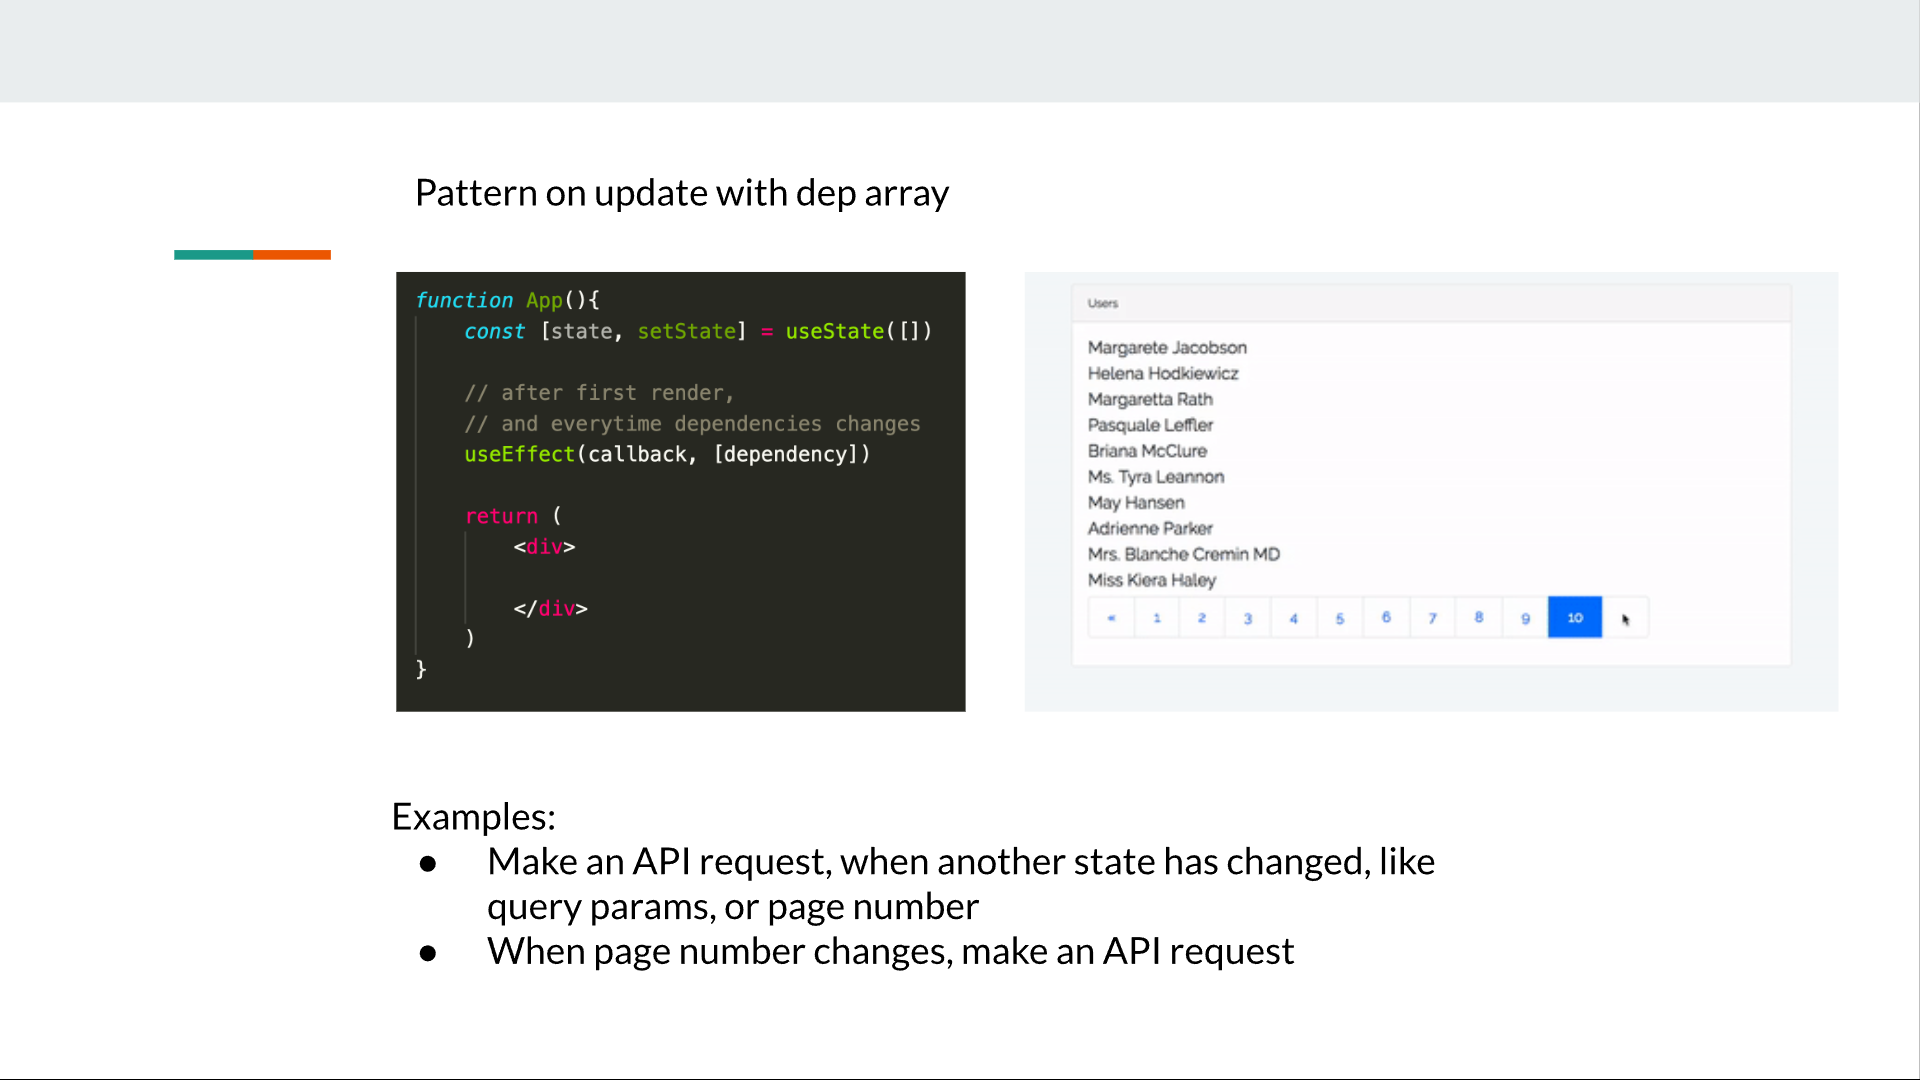 Pattern on update with dep array
function App(){
const [state, setState] = useState([])
// after first render,
// and everytime dependencies changes
useEffect(callback, [dependency])
return (
<div>
</div>
)
}
Users
Margarete Jacobson
Helena Hodkiewicz
Margaretta Rath
Pasquale Leffler
Briana McClure
Ms. Tyra Leannon
May Hansen
Adrienne Parker
Mrs. Blanche Cremin MD
Miss Kiera Haley
« 1 2 3 4 5 6 7 8 9 10
Examples:
● Make an API request, when another state has changed, like
query params, or page number
● When page number changes, make an API request